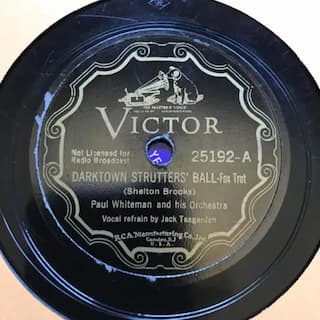 "HIS MASTER'S VOICE"
VICTOR
Not Licensed for
Radio Broadcast
25192-A
DARKTOWN STRUTTERS' BALL-Fox Trot
(Shelton Brooks)
Paul Whiteman and his Orchestra
Vocal refrain by Jack Teagarden
R.C.A. Manufacturing Co. Inc.
Camden, N.J.
U.S.A.